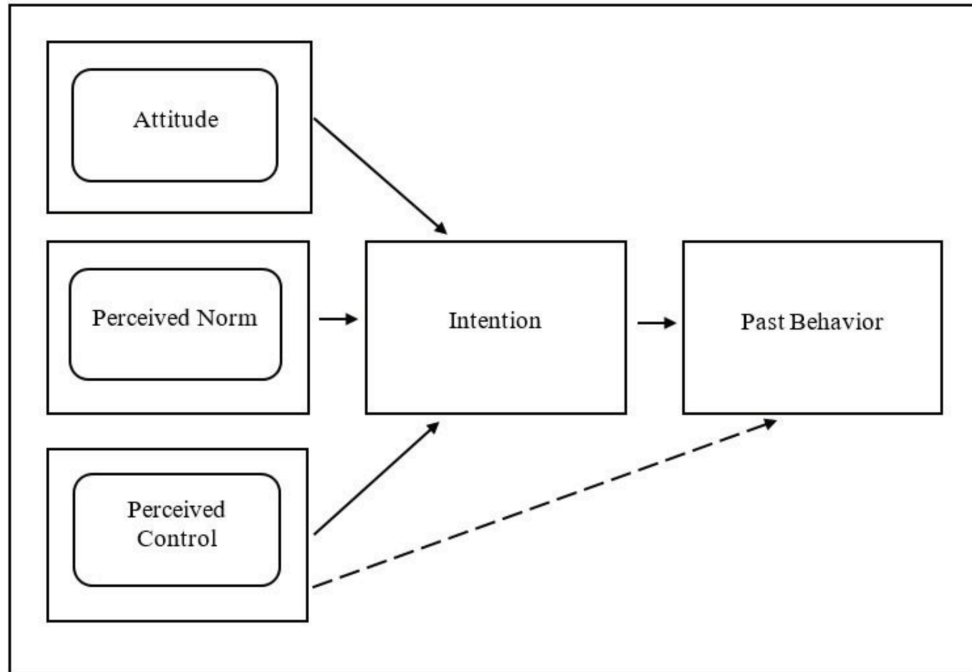 Attitude
Perceived Norm
Intention
Past Behavior
Perceived
Control